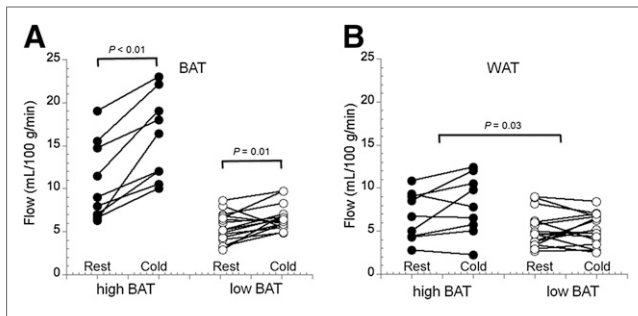 A
BAT
P < 0.01
25
20
15
10
5
0
Flow (mL/100 g/min)
P = 0.01
Rest Cold Rest Cold
high BAT low BAT
B
WAT
25
20
15
10
5
0
Flow (mL/100 g/min)
P = 0.03
Rest Cold Rest Cold
high BAT low BAT